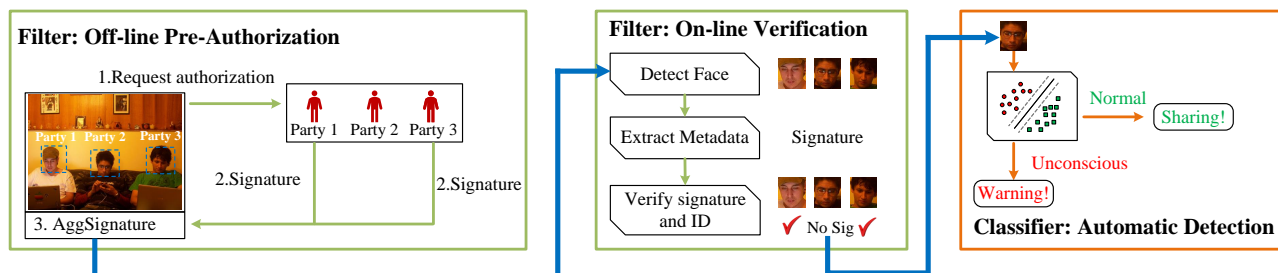 Filter: Off-line Pre-Authorization
1.Request authorization
Party 1
Party 2
Party 3
Party 1
Party 2
Party 3
2.Signature
2.Signature
3. AggSignature
Filter: On-line Verification
Detect Face
Extract Metadata
Signature
Verify signature
and ID
No Sig
Normal
Sharing!
Unconscious
Warning!
Classifier: Automatic Detection